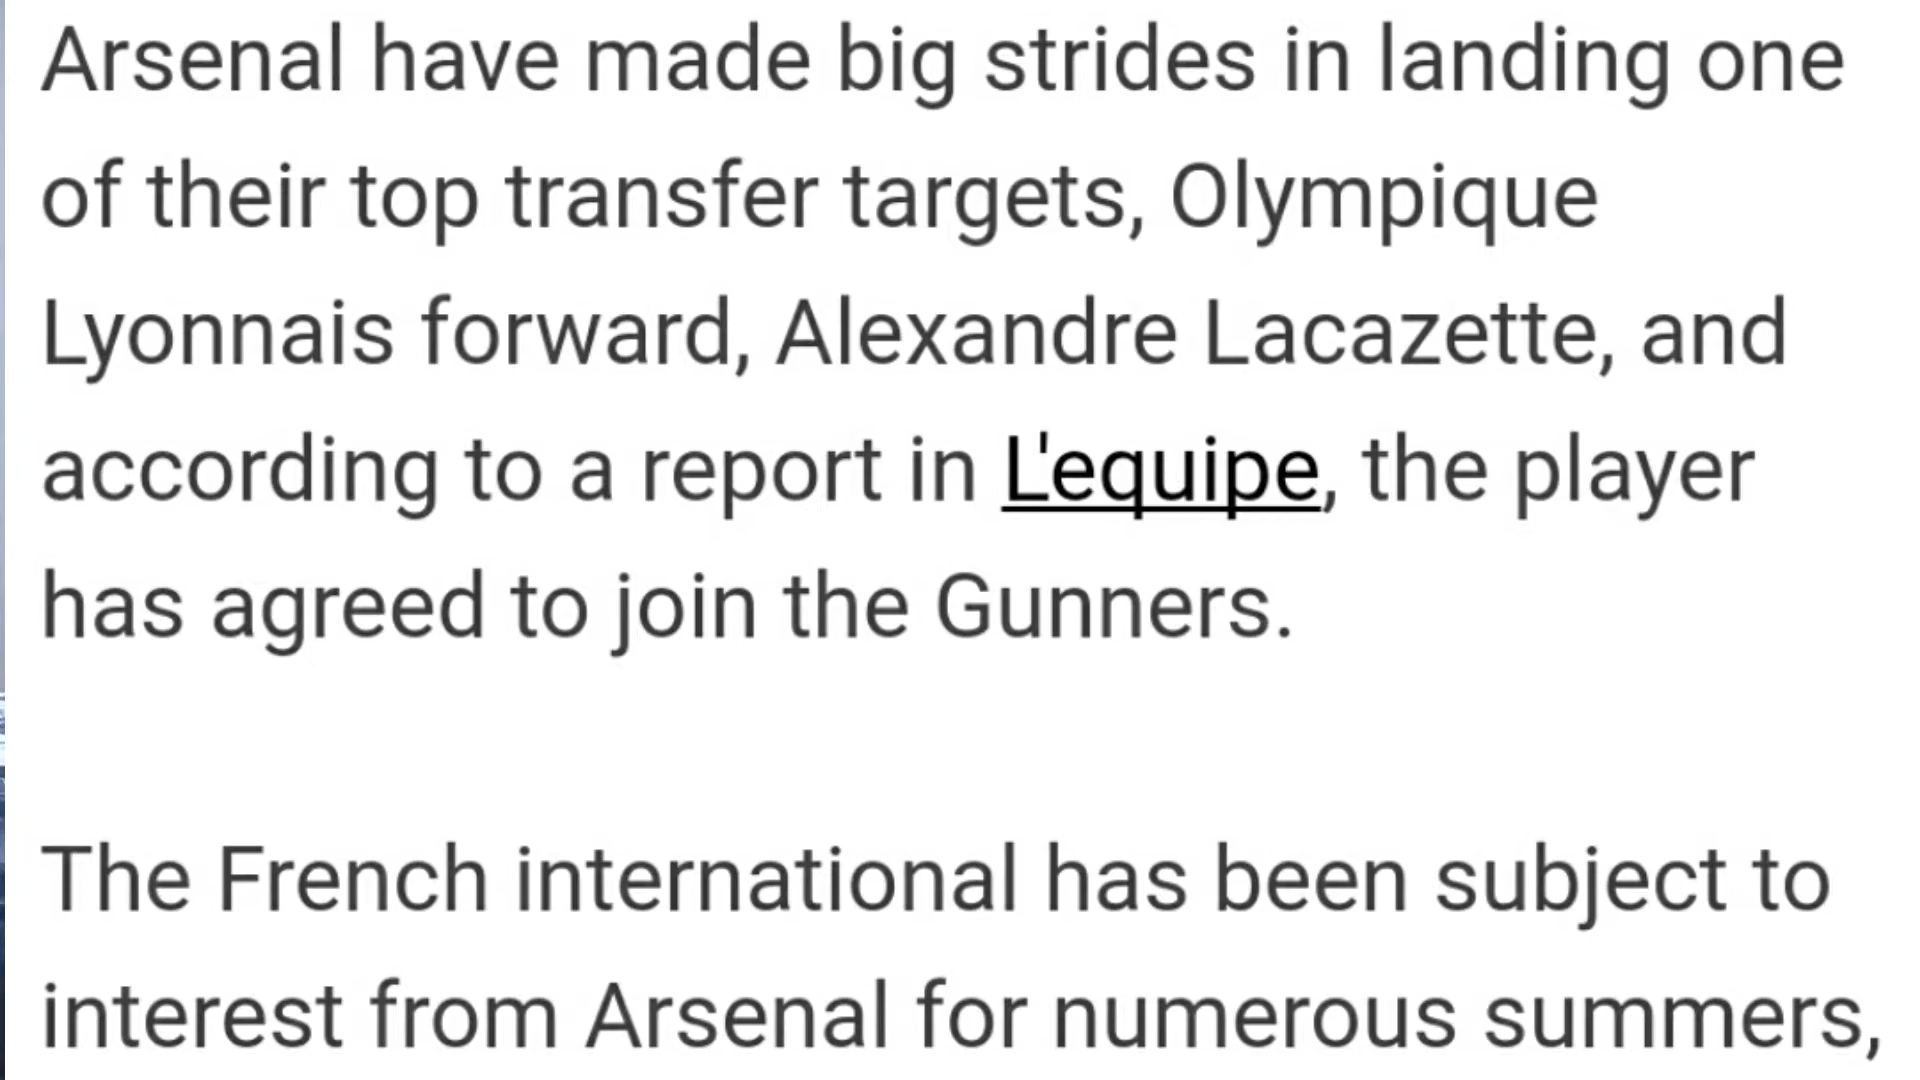 Arsenal have made big strides in landing one
of their top transfer targets, Olympique
Lyonnais forward, Alexandre Lacazette, and
according to a report in L'equipe, the player
has agreed to join the Gunners.
The French international has been subject to
interest from Arsenal for numerous summers,